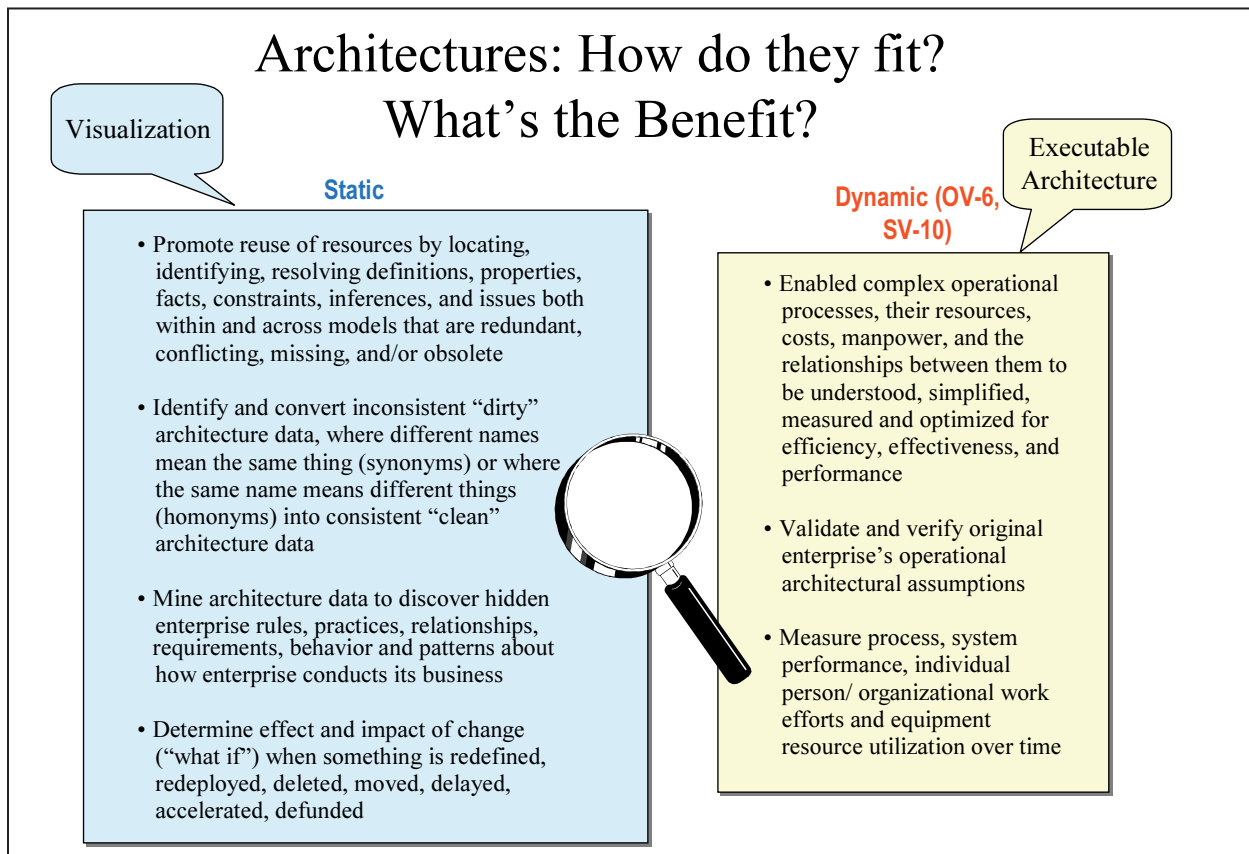 Architectures: How do they fit?
What’s the Benefit?
Visualization
Static
• Promote reuse of resources by locating,
identifying, resolving definitions, properties,
facts, constraints, inferences, and issues both
within and across models that are redundant,
conflicting, missing, and/or obsolete
• Identify and convert inconsistent “dirty”
architecture data, where different names
mean the same thing (synonyms) or where
the same name means different things
(homonyms) into consistent “clean”
architecture data
• Mine architecture data to discover hidden
enterprise rules, practices, relationships,
requirements, behavior and patterns about
how enterprise conducts its business
• Determine effect and impact of change
(“what if”) when something is redefined,
redeployed, deleted, moved, delayed,
accelerated, defunded
Executable
Architecture
Dynamic (OV-6,
SV-10)
• Enabled complex operational
processes, their resources,
costs, manpower, and the
relationships between them to
be understood, simplified,
measured and optimized for
efficiency, effectiveness, and
performance
• Validate and verify original
enterprise’s operational
architectural assumptions
• Measure process, system
performance, individual
person/ organizational work
efforts and equipment
resource utilization over time